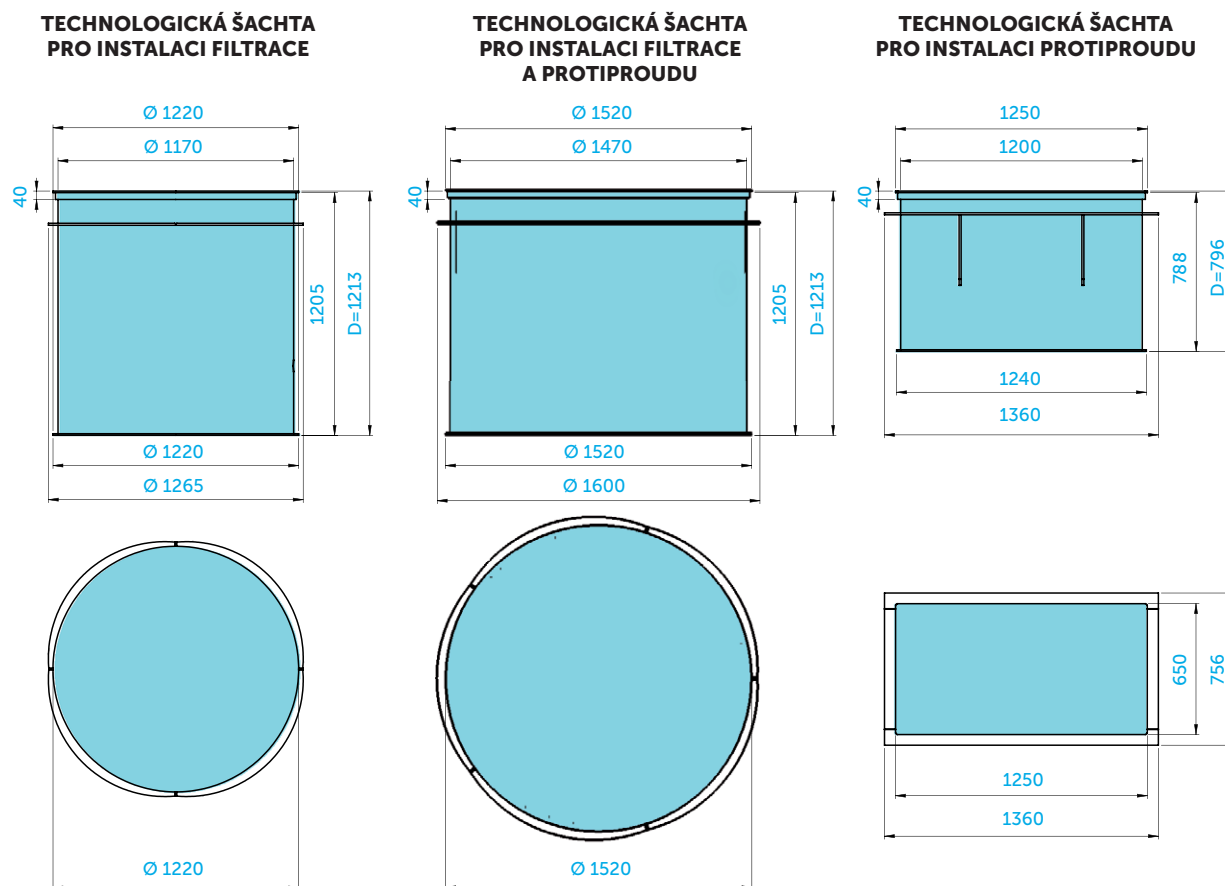 TECHNOLOGICKÁ ŠACHTA
PRO INSTALACI FILTRACE
Ø 1220
Ø 1170
40
1205
D=1213
Ø 1220
Ø 1265
Ø 1220
TECHNOLOGICKÁ ŠACHTA
PRO INSTALACI FILTRACE
A PROTIPROUDU
Ø 1520
Ø 1470
40
1205
D=1213
Ø 1520
Ø 1600
Ø 1520
TECHNOLOGICKÁ ŠACHTA
PRO INSTALACI PROTIPROUDU
1250
1200
40
788
D=796
1240
1360
650
756
1250
1360